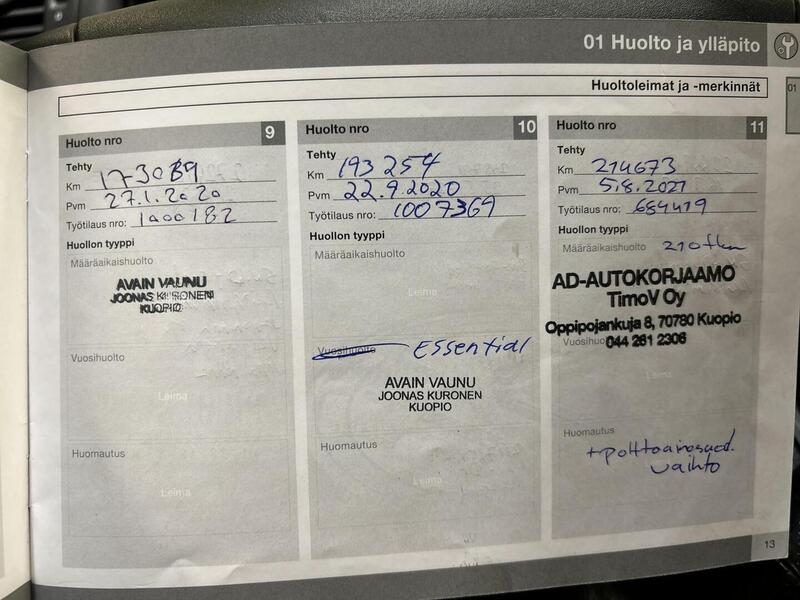 01 Huolto ja ylläpito
Huoltoleimat ja -merkinnät
01
Huolto nro 9
Tehty
Km 173089
Pvm 27.1.2020
Työtilaus nro: 1000182
Huollon tyyppi
Määräaikaishuolto
AVAIN VAUNU
JOONAS KURONEN
KUOPIO
Vuosihuolto
Leima
Huomautus
Leima
Huolto nro 10
Tehty
Km 193 254
Pvm 22.9.2020
Työtilaus nro: 1007369
Huollon tyyppi
Määräaikaishuolto
Leima
Vuosihuolto Essential
AVAIN VAUNU
JOONAS KURONEN
KUOPIO
Huomautus
Leima
Huolto nro 11
Tehty
Km 214673
Pvm 5.8.2021
Työtilaus nro: 684419
Huollon tyyppi
Määräaikaishuolto 210tkm
AD-AUTOKORJAAMO
TimoV Oy
Oppipojankuja 8, 70780 Kuopio
Vuosihuolto 044 261 2306
Leima
Huomautus
+polttoainesuod.
vaihto
13